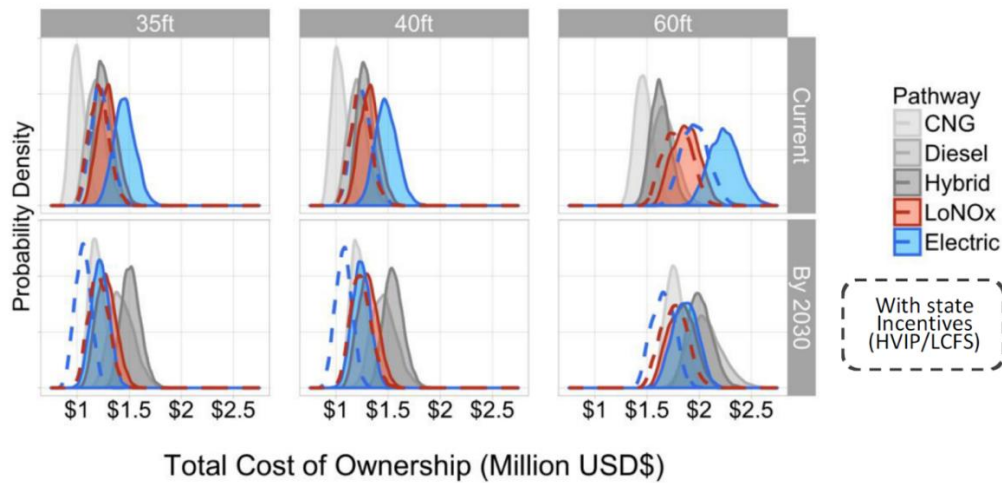 35ft
40ft
60ft
Probability Density
Current
By 2030
$1 $1.5 $2 $2.5
$1 $1.5 $2 $2.5
$1 $1.5 $2 $2.5
Total Cost of Ownership (Million USD$)
Pathway
CNG
Diesel
Hybrid
LoNOx
Electric
With state
Incentives
(HVIP/LCFS)